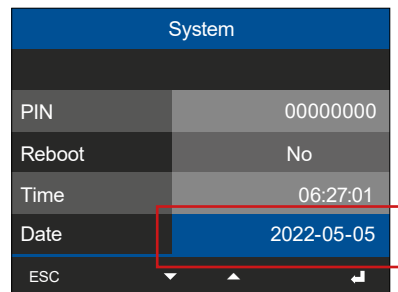 System
PIN 00000000
Reboot No
Time 06:27:01
Date 2022-05-05
ESC